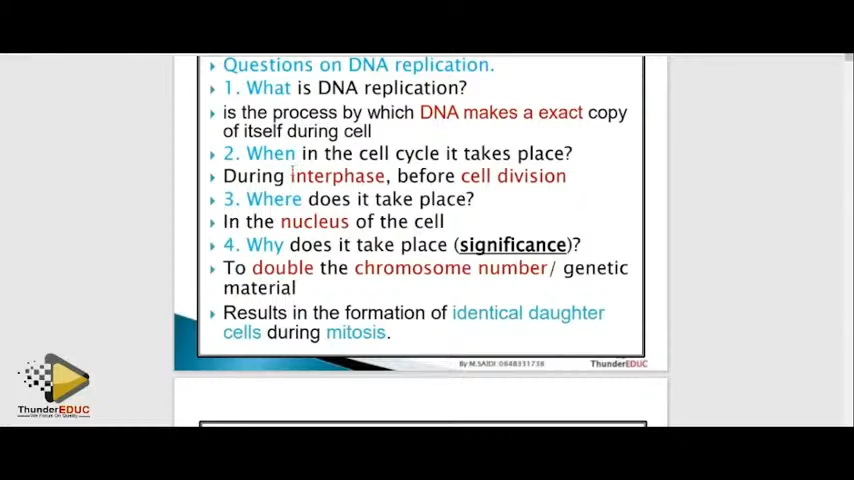 Questions on DNA replication.
1. What is DNA replication?
is the process by which DNA makes a exact copy
of itself during cell
2. When in the cell cycle it takes place?
During interphase, before cell division
3. Where does it take place?
In the nucleus of the cell
4. Why does it take place (significance)?
To double the chromosome number/ genetic
material
Results in the formation of identical daughter
cells during mitosis.
By M.SAIDI :0648331738
ThunderEDUC
ThunderEDUC
We Focus On Quality